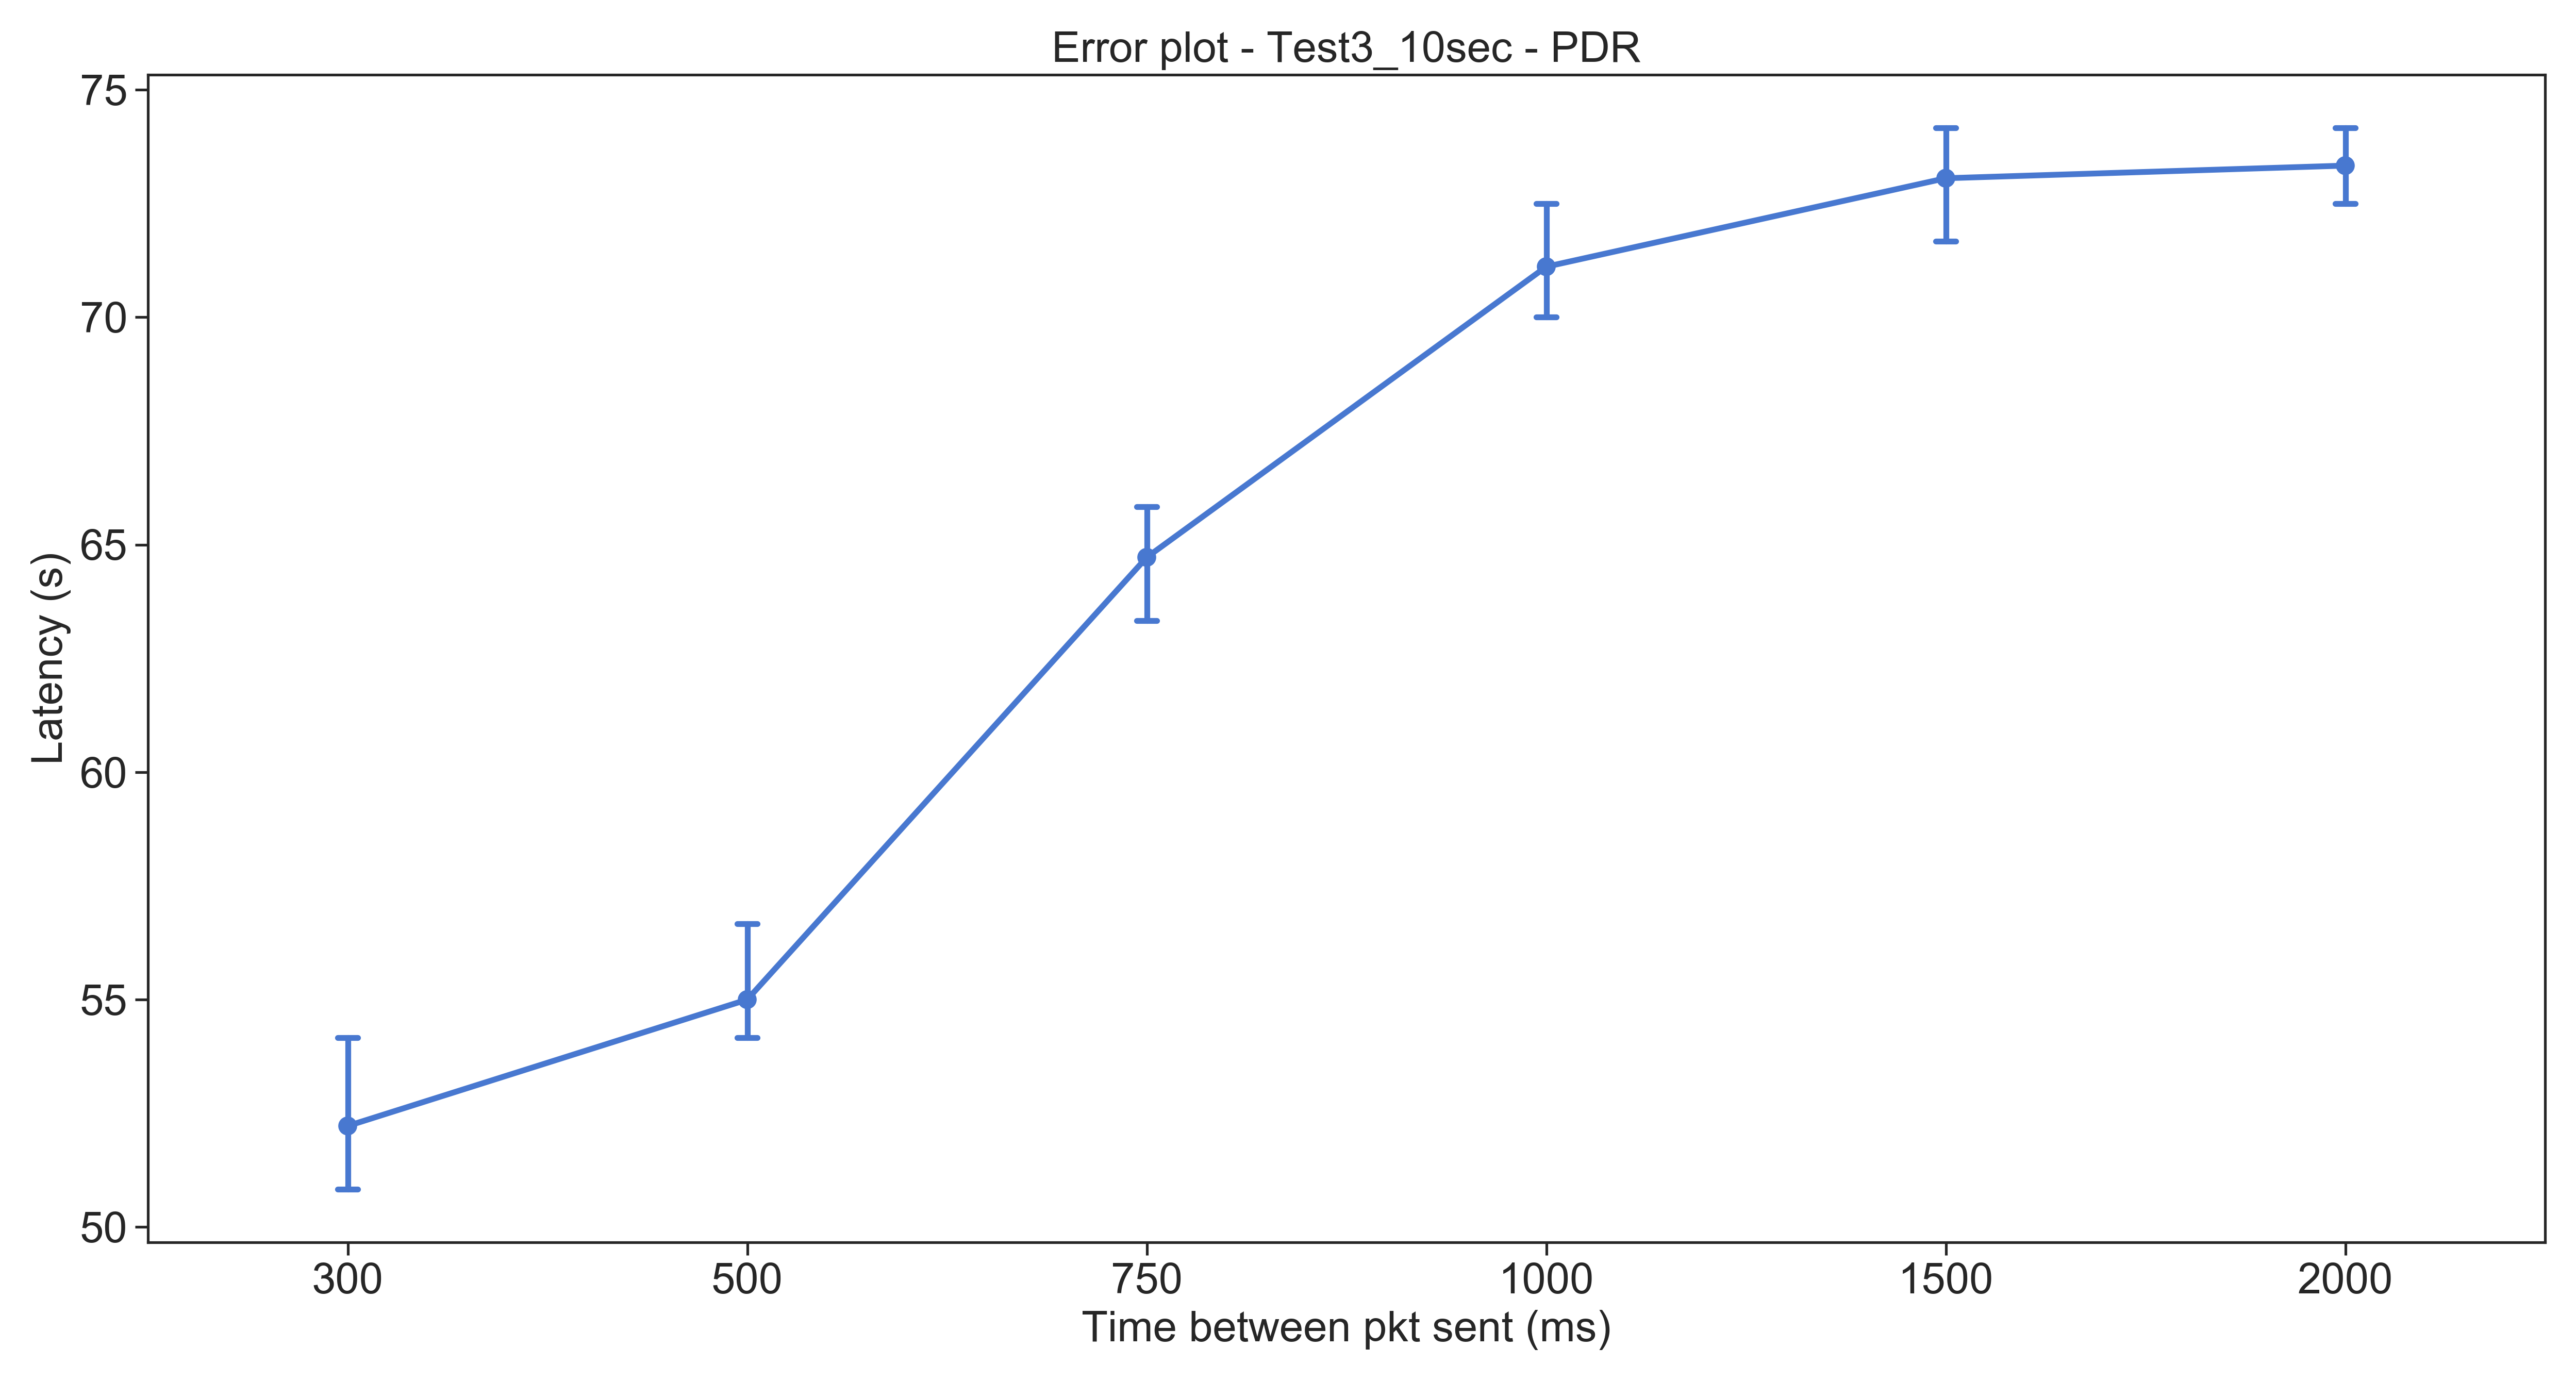 Error plot - Test3_10sec - PDR
75
70
65
60
55
50
Latency (s)
300 500 750 1000 1500 2000
Time between pkt sent (ms)